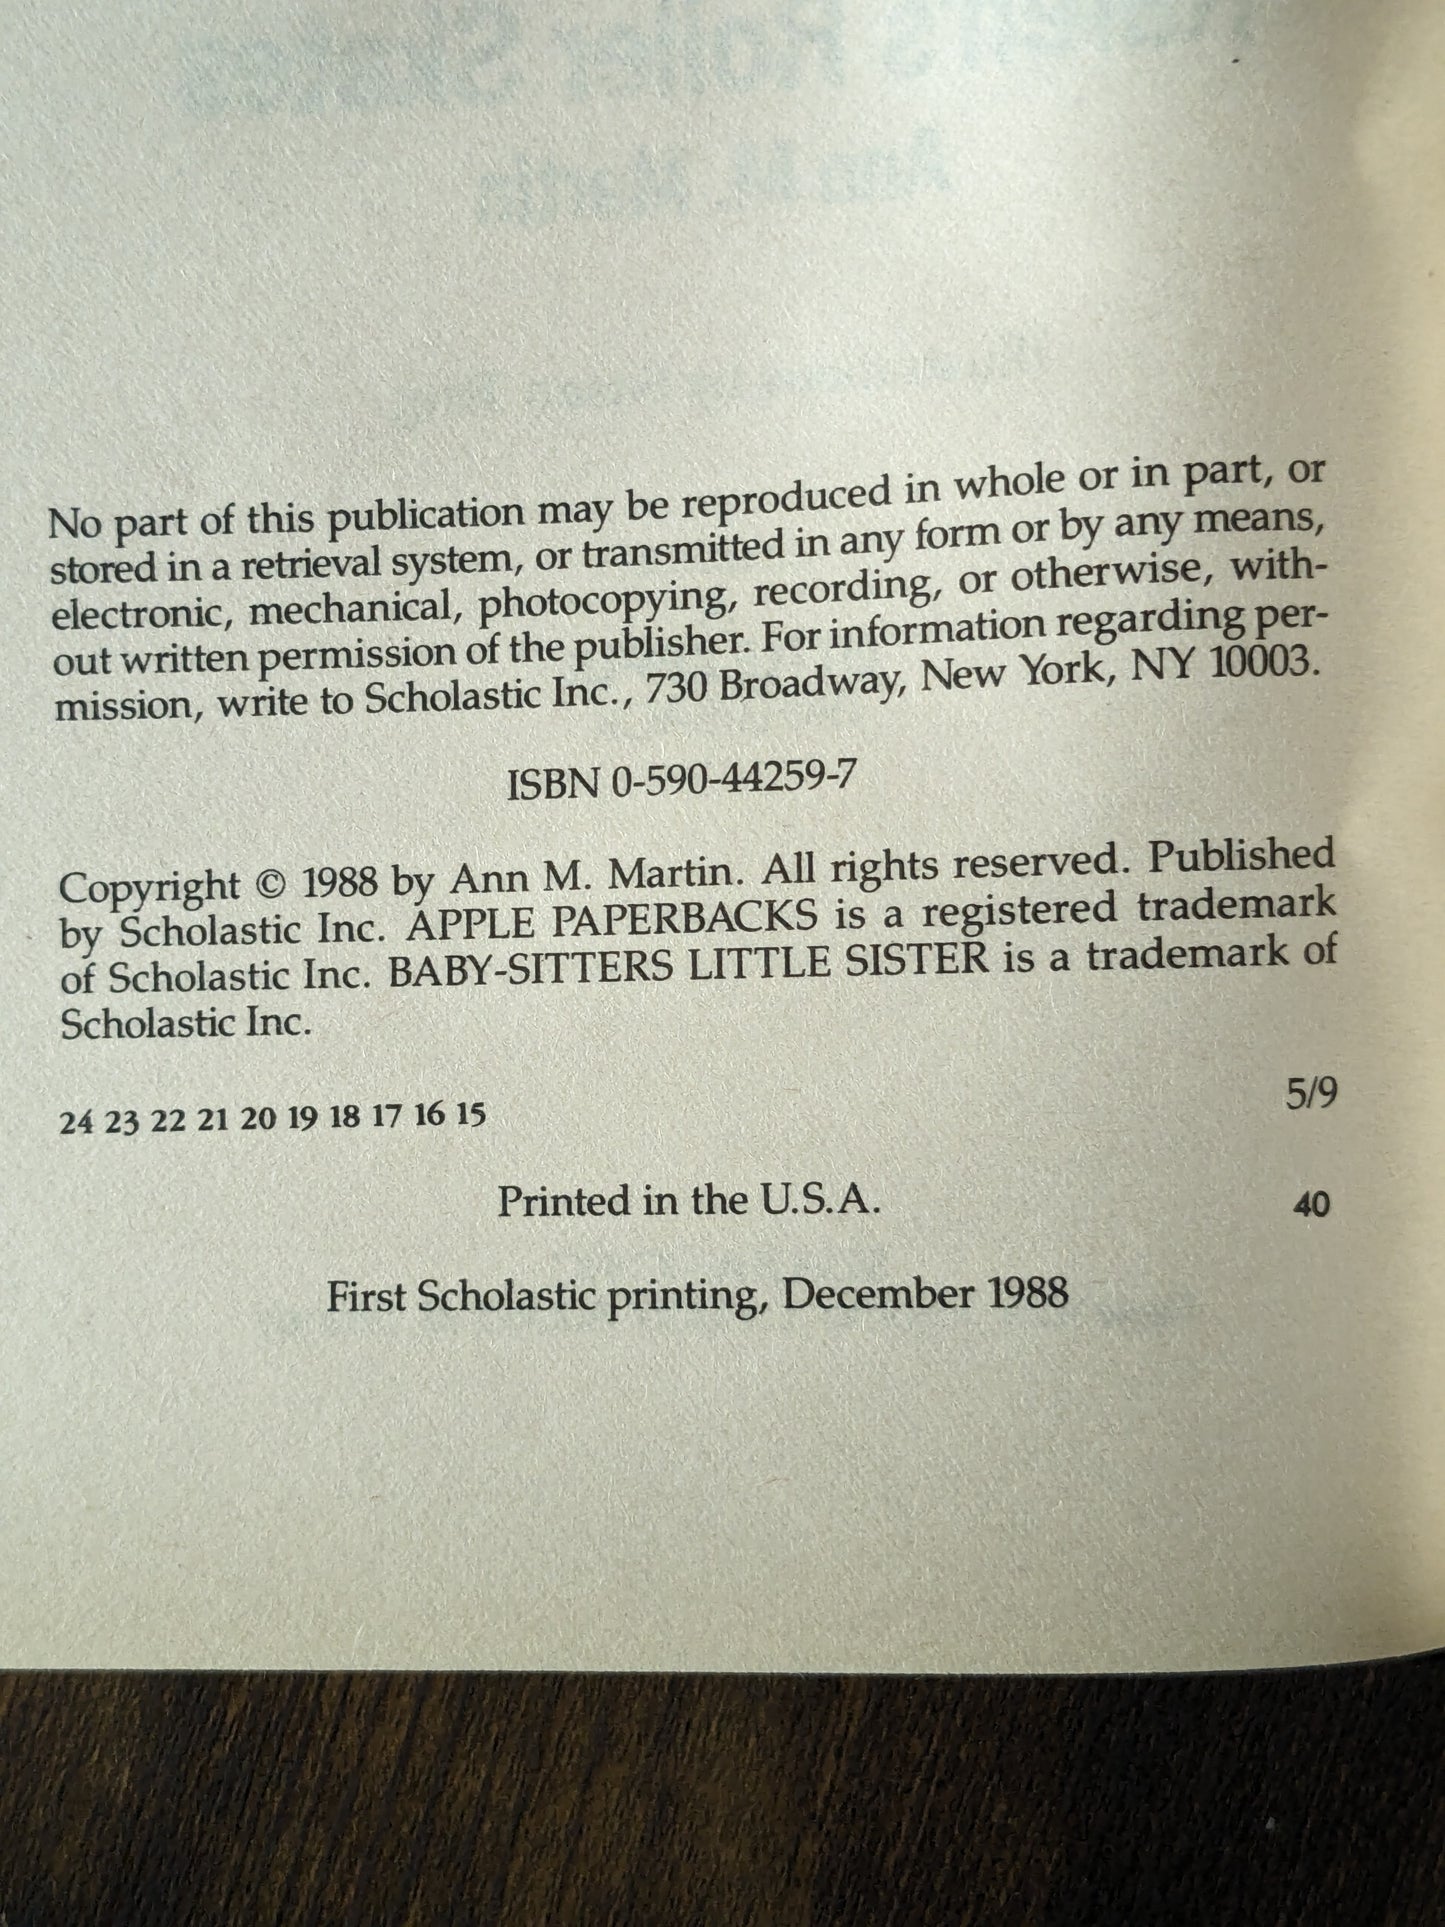 No part of this publication may be reproduced in whole or in part, or
stored in a retrieval system, or transmitted in any form or by any means,
electronic, mechanical, photocopying, recording, or otherwise, with-
out written permission of the publisher. For information regarding per-
mission, write to Scholastic Inc., 730 Broadway, New York, NY 10003.
ISBN 0-590-44259-7
Copyright © 1988 by Ann M. Martin. All rights reserved. Published
by Scholastic Inc. APPLE PAPERBACKS is a registered trademark
of Scholastic Inc. BABY-SITTERS LITTLE SISTER is a trademark of
Scholastic Inc.
24 23 22 21 20 19 18 17 16 15 5/9
Printed in the U.S.A. 40
First Scholastic printing, December 1988